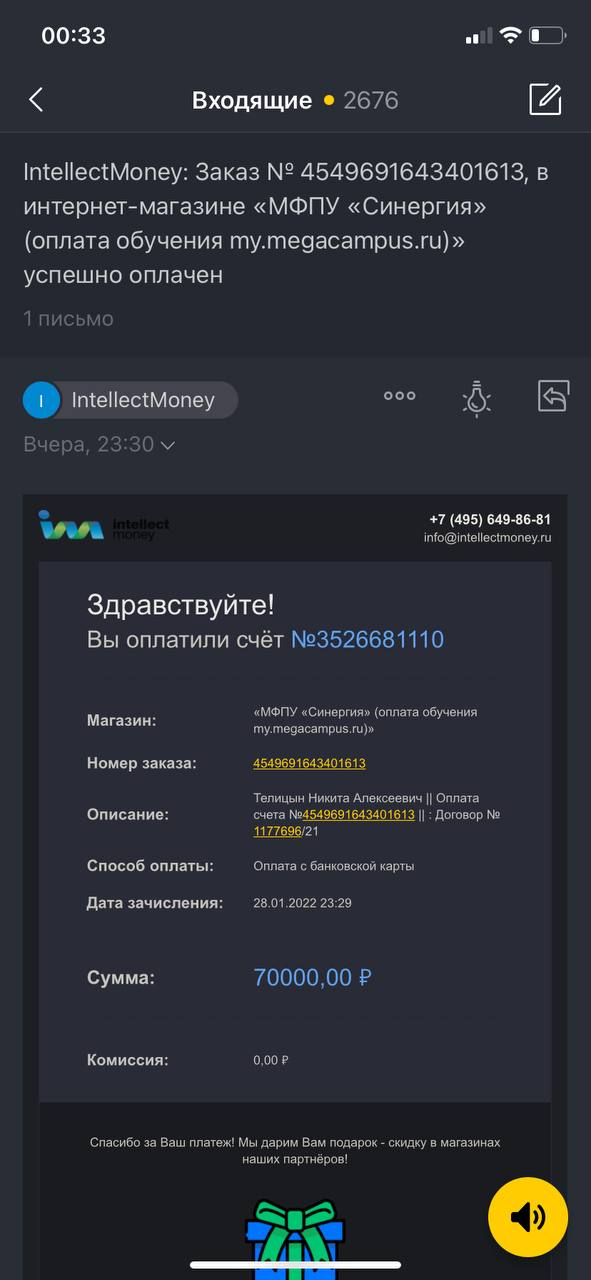 00:33
Входящие • 2676
IntellectMoney: Заказ № 4549691643401613, в
интернет-магазине «МФПУ «Синергия»
(оплата обучения my.megacampus.ru)»
успешно оплачен
1 письмо
I IntellectMoney
Вчера, 23:30
intellect
money
+7 (495) 649-86-81
info@intellectmoney.ru
Здравствуйте!
Вы оплатили счёт №3526681110
Магазин:
«МФПУ «Синергия» (оплата обучения
my.megacampus.ru)»
Номер заказа:
4549691643401613
Описание:
Телицын Никита Алексеевич || Оплата
счета №4549691643401613 || : Договор №
1177696/21
Способ оплаты:
Оплата с банковской карты
Дата зачисления:
28.01.2022 23:29
Сумма:
70000,00 ₽
Комиссия:
0,00 ₽
Спасибо за Ваш платеж! Мы дарим Вам подарок - скидку в магазинах
наших партнёров!